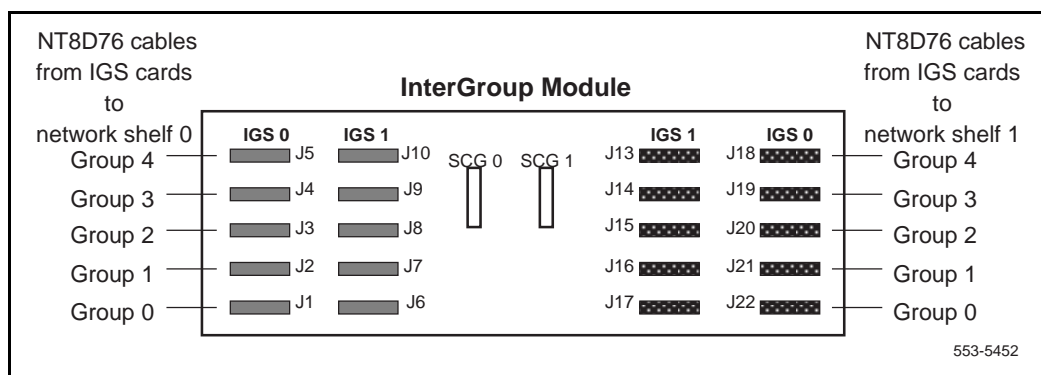 NT8D76 cables
from IGS cards
to
network shelf 0
InterGroup Module
NT8D76 cables
from IGS cards
to
network shelf 1
IGS 0 IGS 1 IGS 1 IGS 0
Group 4 J5 J10 SCG 0 SCG 1 J13 J18 Group 4
Group 3 J4 J9 J14 J19 Group 3
Group 2 J3 J8 J15 J20 Group 2
Group 1 J2 J7 J16 J21 Group 1
Group 0 J1 J6 J17 J22 Group 0
553-5452